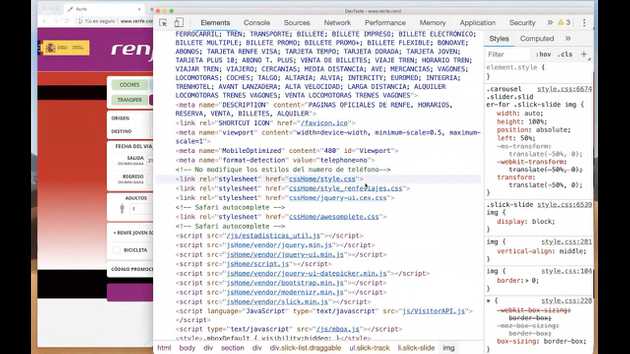 DevTools - www.renfe.com/
Renfe
Tú es seguro
www.renfe.com/
Elements Console Sources Network Performance Memory Application Security
3
renfe
COCHES
TRANSFER
ORIGEN:
DESTINO
FECHA DEL VIA
SALIDA
REGRESO
ADULTOS
1
+ RENFE JOVEN
BICICLETA
CÓDIGO PROMOCI
FERROCARRIL; TREN; TRANSPORTE; BILLETE; BILLETE IMPRESO; BILLETE ELECTRÓNICO;
BILLETE MULTIPLE; BILLETE PROMO; BILLETE PROMO+; BILLETE FLEXIBLE; BONOAVE;
ABONOS; TARJETA RENFE VISA; TARJETA TEMPO; TARJETA DORADA; TARJETA JOVEN;
TARJETA PLUS 10; ABONO T. PLUS; VENTA DE BILLETES; VIAJE TREN; HORARIO TREN;
VIAJAR TREN; VIAJERO; CERCANIAS; MEDIA DISTANCIA; AVE; MERCANCIAS; VAGONES;
LOCOMOTORAS; COCHES; TALGO; ALTARIA; ALVIA; INTERCITY; EUROMED; INTEGRIA;
TRENHOTEL; AVANT LANZADERA; ALTA VELOCIDAD; LARGA DISTANCIA; ALQUILER
LOCOMOTORAS TRENES VAGONES; VENTA LOCOMOTORAS TRENES VAGONES">
<meta name="DESCRIPTION" content="PAGINAS OFICIALES DE RENFE, HORARIOS,
RESERVA, VENTA, BILLETES, ALQUILER">
<link rel="SHORTCUT ICON" href="/favicon.ico">
<meta name="viewport" content="width=device-width, minimum-scale=0.5, maximum-
scale=1">
<meta name="MobileOptimized" content="480" id="Viewport">
<meta name="format-detection" value="telephone=no">
<!-- No modifique los estilos del numero de teléfono-->
<link rel="stylesheet" href="cssHome/style.css">
<link rel="stylesheet" href="cssHome/style_renfeviajes.css">
<link rel="stylesheet" href="cssHome/jquery-ui.cex.css">
<!-- Safari autocomplete -->
<link rel="stylesheet" href="cssHome/awesomplete.css">
<!-- Safari autocomplete -->
<script src="/js/estadisticas_util.js"></script>
<script src="jsHome/vendor/jquery.min.js"></script>
<script src="jsHome/vendor/jquery-ui.min.js"></script>
<script src="jsHome/script.js"></script>
<script src="jsHome/vendor/jquery-ui-datepicker.min.js"></script>
<script src="jsHome/vendor/bootstrap.min.js"></script>
<script src="jsHome/vendor/modernizr.min.js"></script>
<script src="jsHome/vendor/slick.min.js"></script>
<script language="JavaScript" type="text/javascript" src="/js/VisitorAPI.js">
</script>
<script type="text/javascript" src="/js/mbox.js"></script>
<style>.mboxDefault { visibility:hidden; }</style>
html body div section div div.slick-list.draggable ul.slick-track li.slick-slide img
Styles Computed
Filter :hov .cls +
element.style {
}
.carousel style.css:6674
.slider.slid
er-for .slick-slide img {
width: auto;
height: 100%;
position: absolute;
left: 50%;
-ms-transform:
translate(-50%, 0);
-webkit-transform:
translate(-50%, 0);
transform:
translate(-50%, 0);
}
.slick-slide style.css:6539
img {
display: block;
}
img style.css:281
vertical-align: middle;
}
img { style.css:104
border: 0;
}
* { style.css:228
-webkit-box-sizing:
border-box;
-moz-box-sizing:
border-box;
box-sizing: border-box;